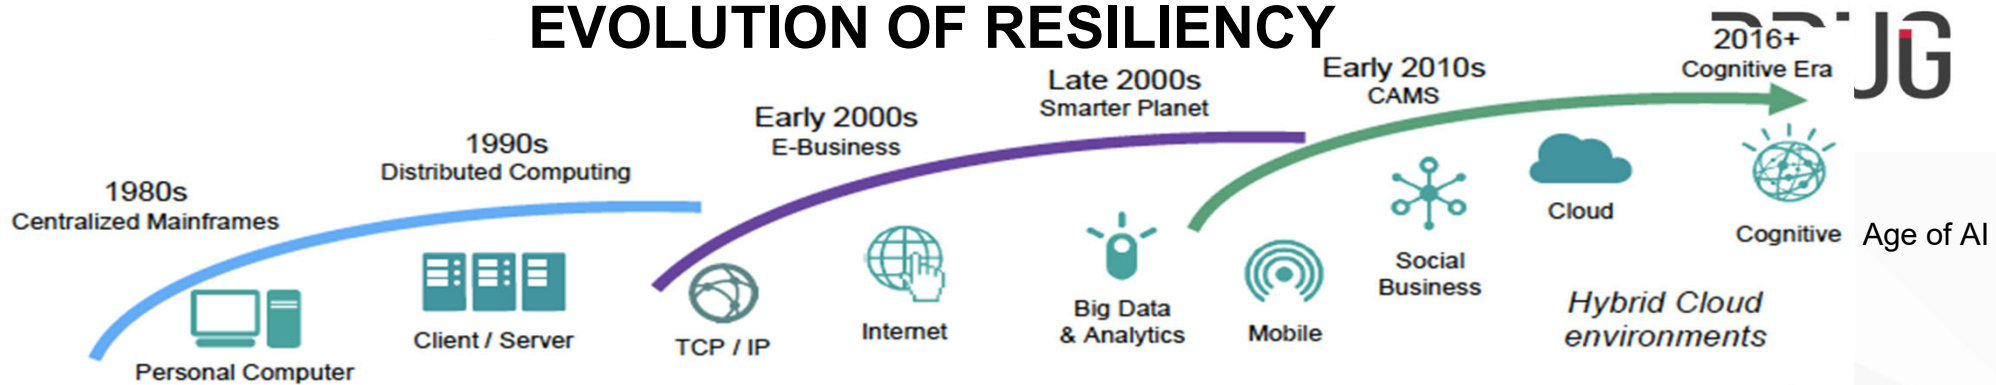 EVOLUTION OF RESILIENCY
1980s
Centralized Mainframes
1990s
Distributed Computing
Early 2000s
E-Business
Late 2000s
Smarter Planet
Early 2010s
CAMS
2016+
Cognitive Era
Personal Computer
Client / Server
TCP / IP
Internet
Big Data
& Analytics
Mobile
Social
Business
Cloud
Cognitive
Age of AI
Hybrid Cloud
environments